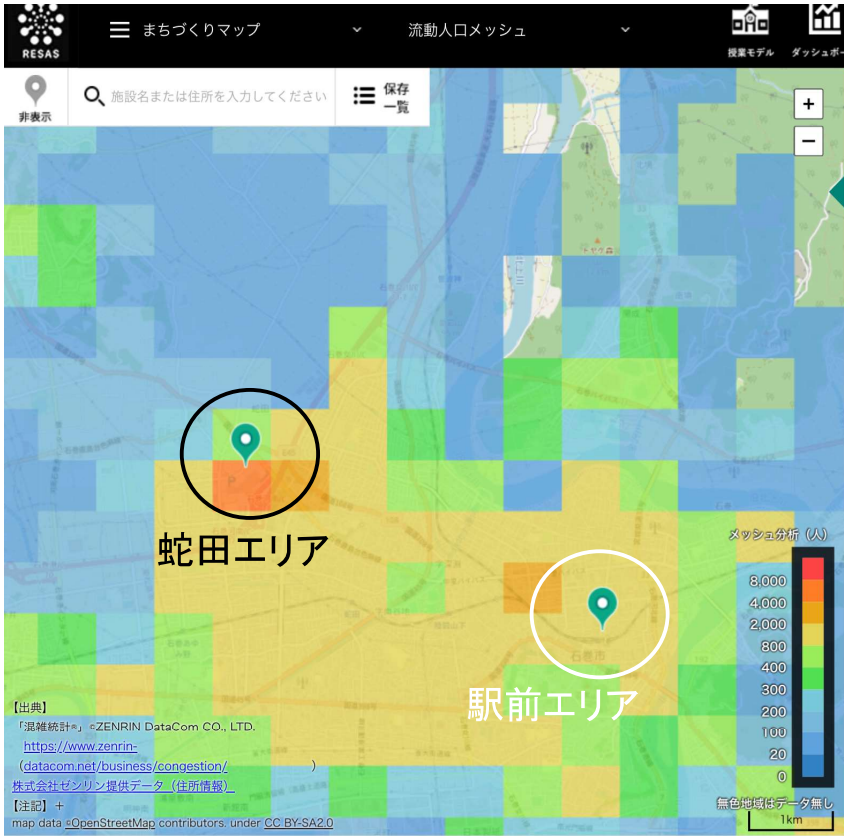 RESAS
まちづくりマップ
流動人口メッシュ
授業モデル
ダッシュボー
非表示
施設名または住所を入力してください
保存
一覧
+
−
蛇田エリア
駅前エリア
石巻市
メッシュ分析（人）
8,000
4,000
2,000
800
400
300
200
100
20
0
無色地域はデータ無し
1km
【出典】
「混雑統計®」©ZENRIN DataCom CO., LTD.
https://www.zenrin-
（datacom.net/business/congestion/ ）
株式会社ゼンリン提供データ（住所情報）
【注記】＋
map data ©OpenStreetMap contributors. under CC BY-SA2.0